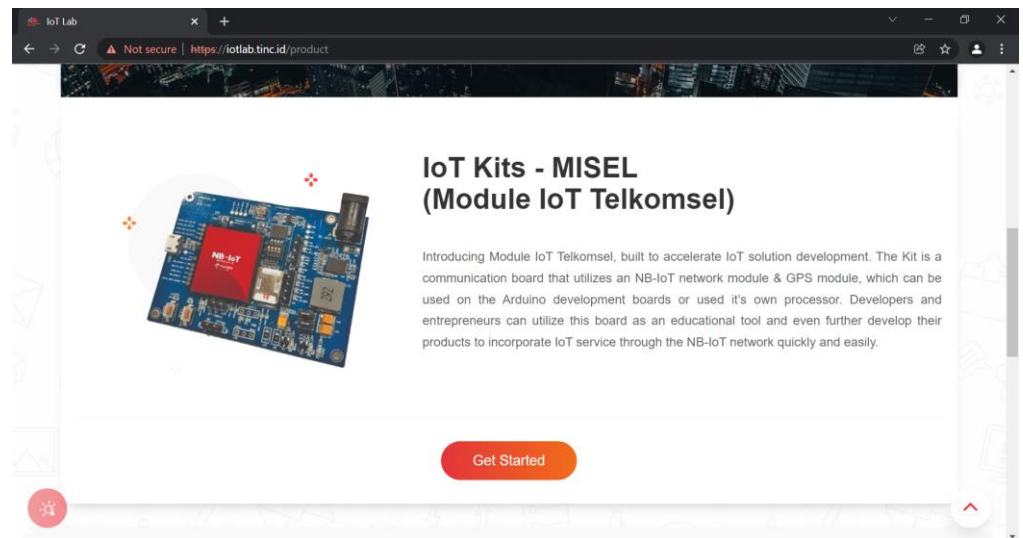 IoT Lab
Not secure | https://iotlab.tinc.id/product
NB-IoT
292
IoT Kits - MISEL
(Module IoT Telkomsel)
Introducing Module IoT Telkomsel, built to accelerate IoT solution development. The Kit is a
communication board that utilizes an NB-IoT network module & GPS module, which can be
used on the Arduino development boards or used it's own processor. Developers and
entrepreneurs can utilize this board as an educational tool and even further develop their
products to incorporate IoT service through the NB-IoT network quickly and easily.
Get Started